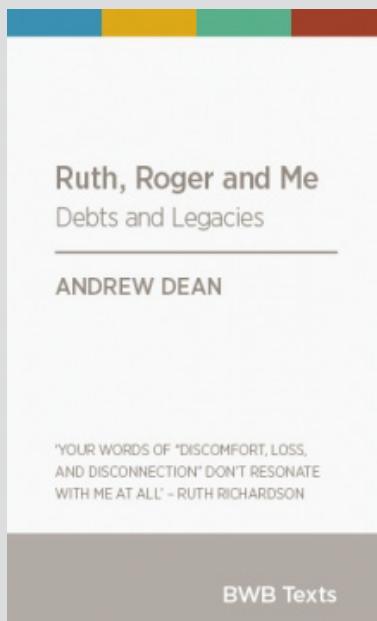 Ruth, Roger and Me
Debts and Legacies
ANDREW DEAN
'YOUR WORDS OF "DISCOMFORT, LOSS,
AND DISCONNECTION" DON'T RESONATE
WITH ME AT ALL' – RUTH RICHARDSON
BWB Texts